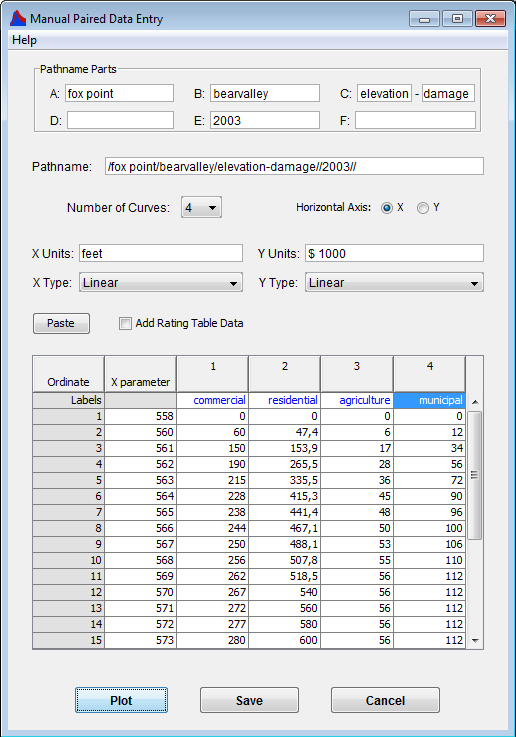 Manual Paired Data Entry
Help
Pathname Parts
A: fox point B: bearvalley C: elevation - damage
D: E: 2003 F:
Pathname: /fox point/bearvalley/elevation-damage//2003//
Number of Curves: 4 Horizontal Axis: X Y
X Units: feet Y Units: $ 1000
X Type: Linear Y Type: Linear
Paste Add Rating Table Data
Ordinate X parameter 1 2 3 4
Labels commercial residential agriculture municipal
1 558 0 0 0 0
2 560 60 47,4 6 12
3 561 150 153,9 17 34
4 562 190 265,5 28 56
5 563 215 335,5 36 72
6 564 228 415,3 45 90
7 565 238 441,4 48 96
8 566 244 467,1 50 100
9 567 250 488,1 53 106
10 568 256 507,8 55 110
11 569 262 518,5 56 112
12 570 267 540 56 112
13 571 272 560 56 112
14 572 277 580 56 112
15 573 280 600 56 112
Plot Save Cancel